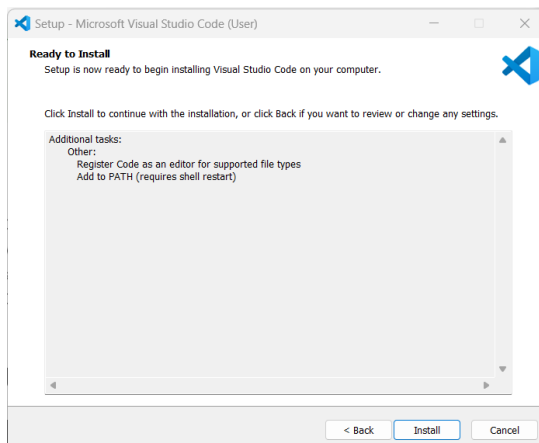 Setup - Microsoft Visual Studio Code (User)
Ready to Install
Setup is now ready to begin installing Visual Studio Code on your computer.
Click Install to continue with the installation, or click Back if you want to review or change any settings.
Additional tasks:
Other:
Register Code as an editor for supported file types
Add to PATH (requires shell restart)
< Back Install Cancel